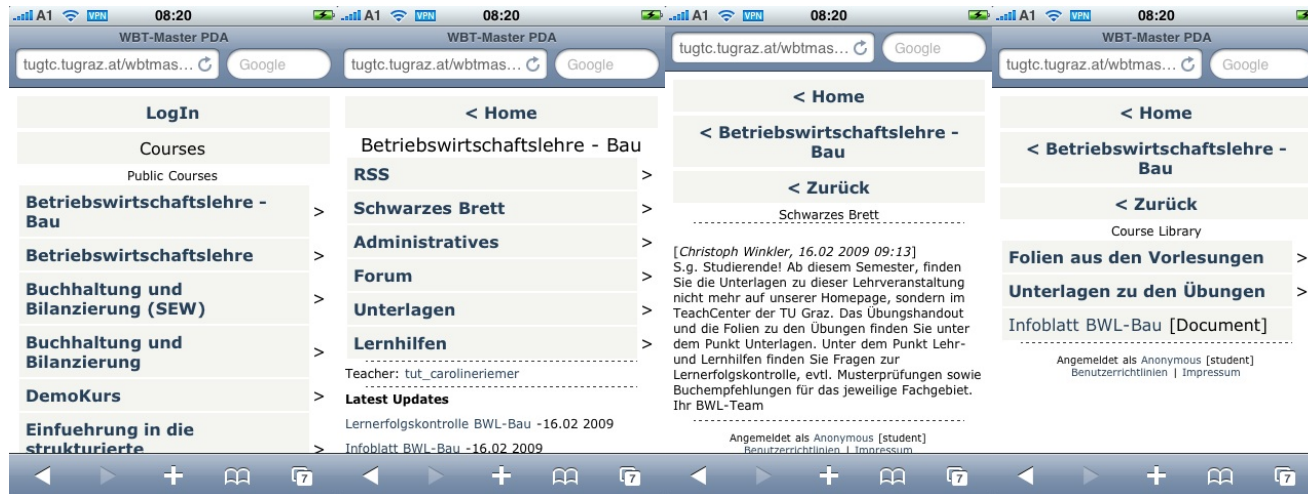 A1 VPN 08:20
WBT-Master PDA
tugtc.tugraz.at/wbtmas... Google
LogIn
Courses
Public Courses
Betriebswirtschaftslehre -
Bau >
Betriebswirtschaftslehre >
Buchhaltung und
Bilanzierung (SEW) >
Buchhaltung und
Bilanzierung >
DemoKurs >
Einfuehrung in die
strukturierte >
7
A1 VPN 08:20
WBT-Master PDA
tugtc.tugraz.at/wbtmas... Google
< Home
Betriebswirtschaftslehre - Bau
RSS >
Schwarzes Brett >
Administratives >
Forum >
Unterlagen >
Lernhilfen >
Teacher: tut_carolineriemer
Latest Updates
Lernerfolgskontrolle BWL-Bau -16.02 2009
Infoblatt BWL-Bau -16.02 2009
7
A1 VPN 08:20
tugtc.tugraz.at/wbtmas... Google
< Home
< Betriebswirtschaftslehre -
Bau
< Zurück
Schwarzes Brett
[Christoph Winkler, 16.02 2009 09:13]
S.g. Studierende! Ab diesem Semester, finden
Sie die Unterlagen zu dieser Lehrveranstaltung
nicht mehr auf unserer Homepage, sondern im
TeachCenter der TU Graz. Das Übungshandout
und die Folien zu den Übungen finden Sie unter
dem Punkt Unterlagen. Unter dem Punkt Lehr-
und Lernhilfen finden Sie Fragen zur
Lernerfolgskontrolle, evtl. Musterprüfungen sowie
Buchempfehlungen für das jeweilige Fachgebiet.
Ihr BWL-Team
Angemeldet als Anonymous [student]
Benutzerrichtlinien | Impressum
7
A1 VPN 08:20
WBT-Master PDA
tugtc.tugraz.at/wbtmas... Google
< Home
< Betriebswirtschaftslehre -
Bau
< Zurück
Course Library
Folien aus den Vorlesungen >
Unterlagen zu den Übungen >
Infoblatt BWL-Bau [Document]
Angemeldet als Anonymous [student]
Benutzerrichtlinien | Impressum
7